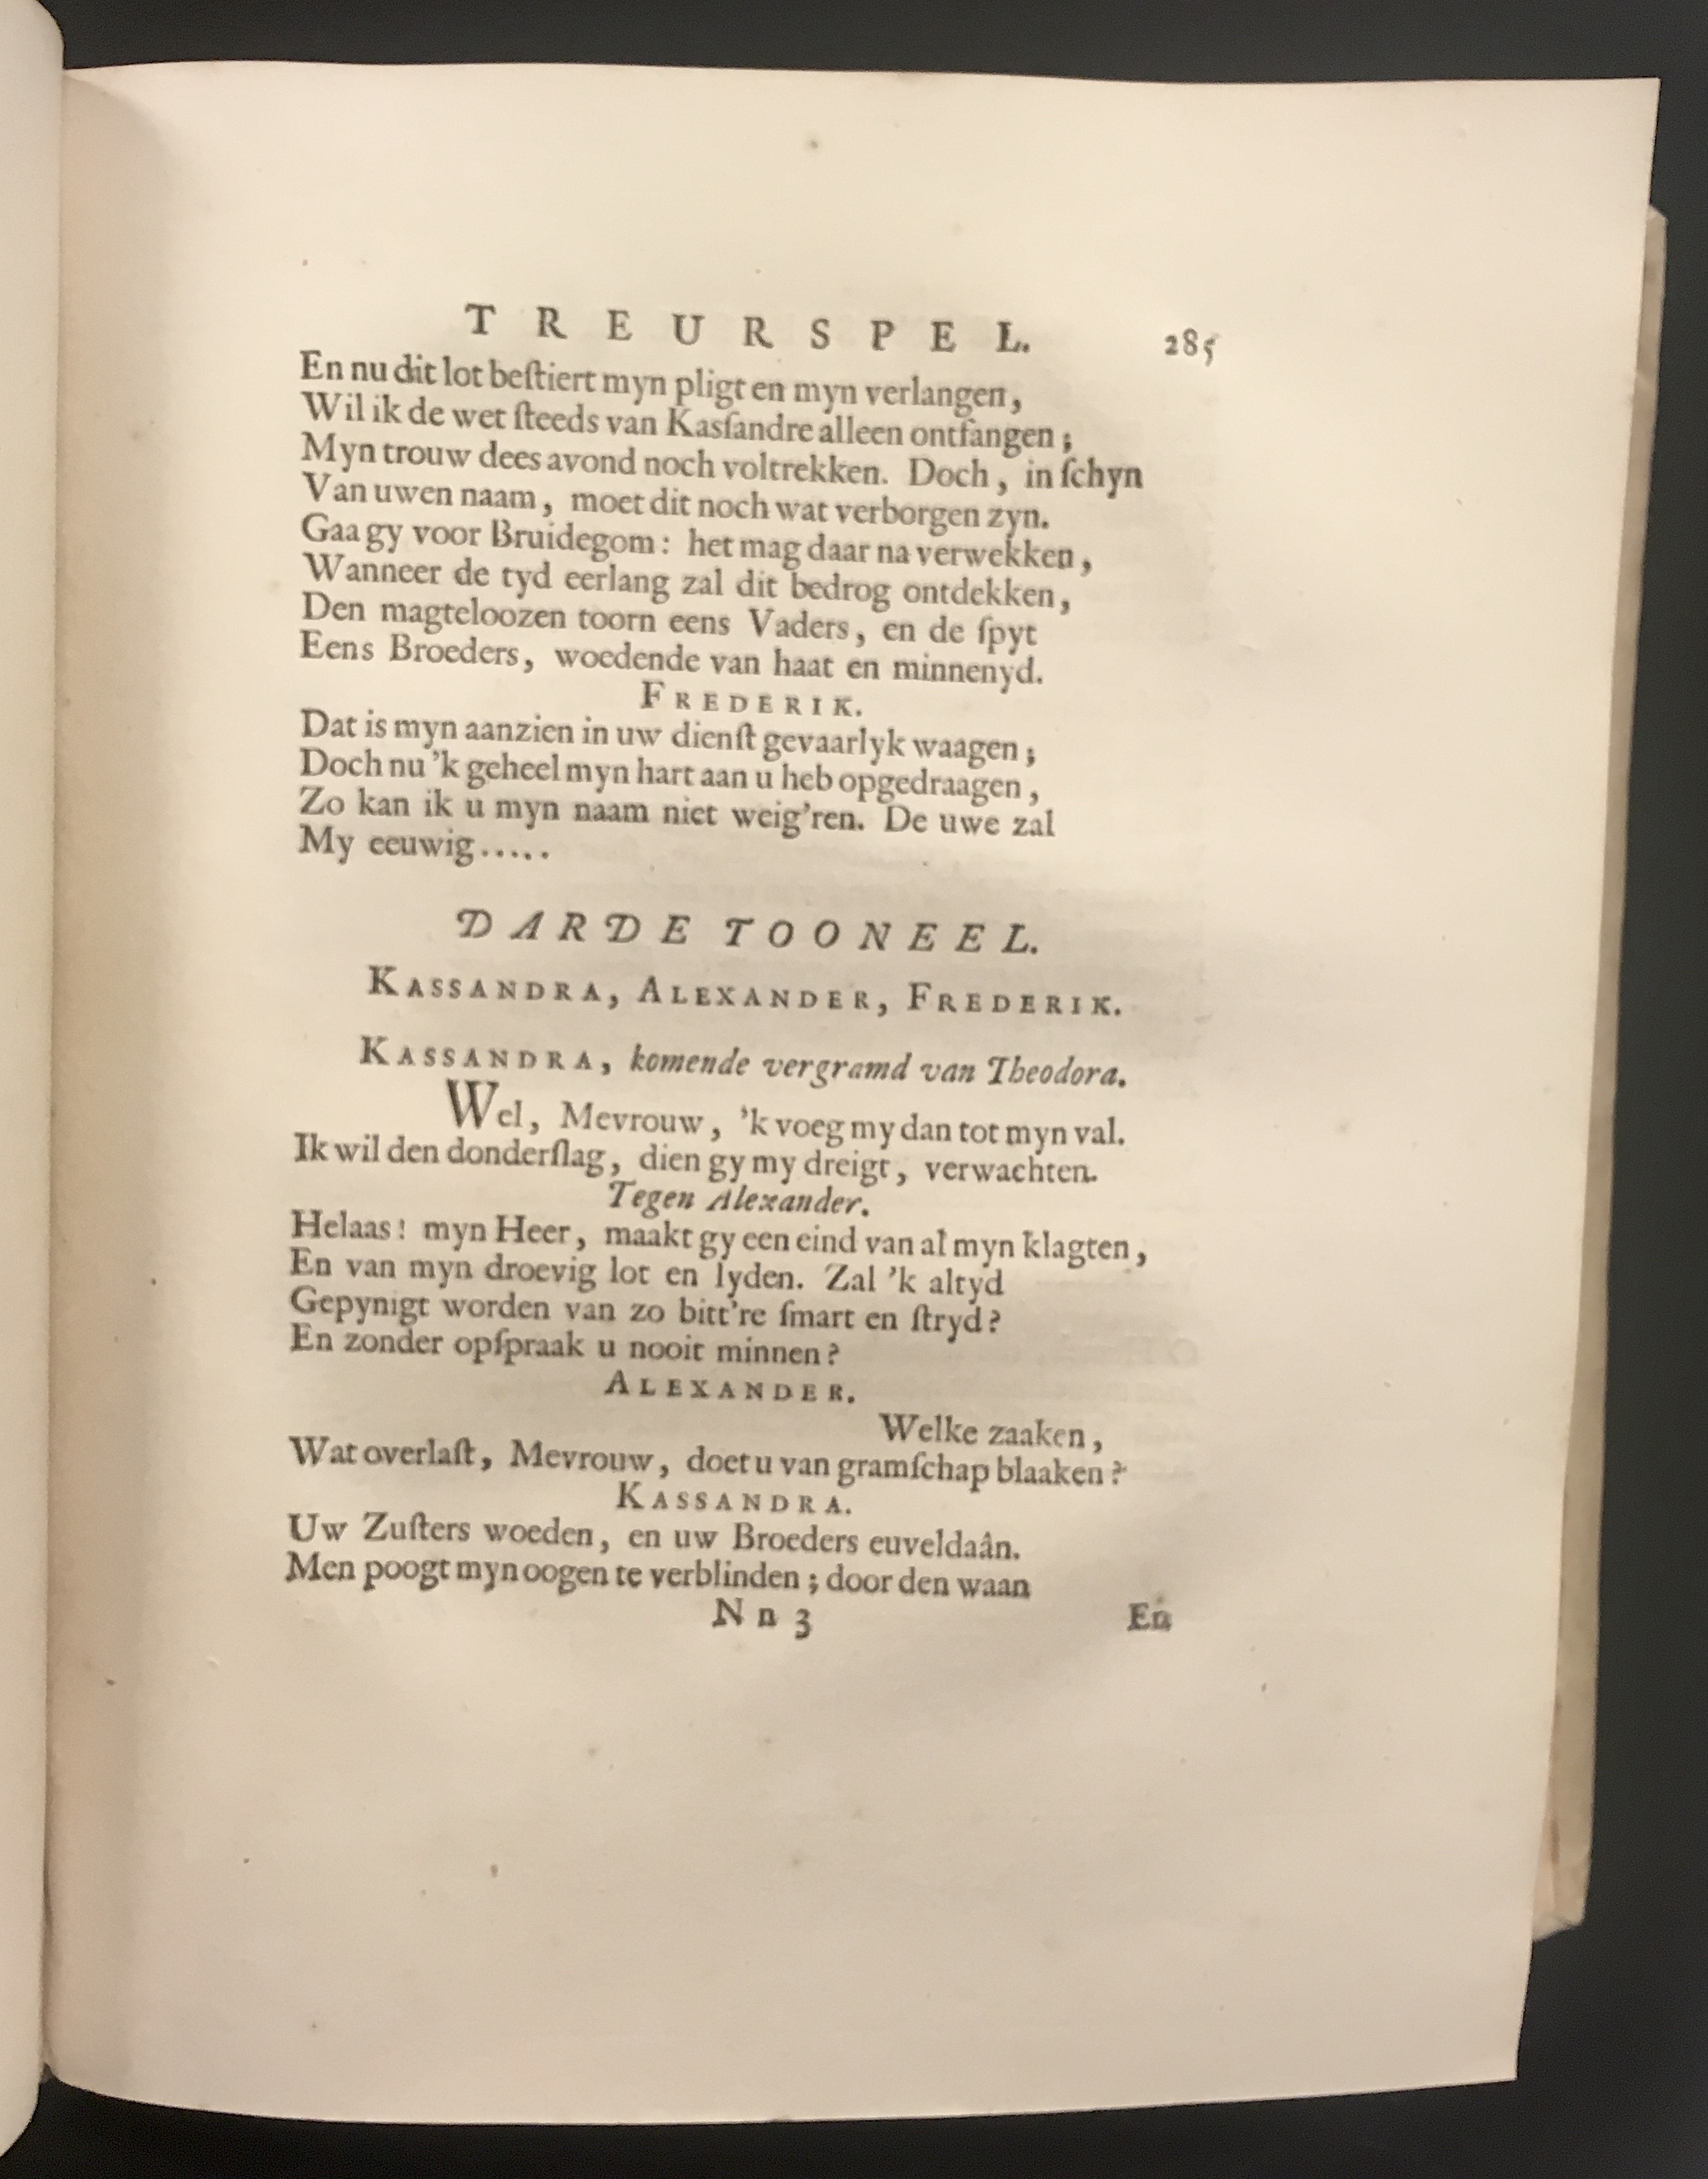 TREURSPEL. 285
En nu dit lot beſtiert myn pligt en myn verlangen,
Wil ik de wet ſteeds van Kasſandre alleen ontfangen;
Myn trouw dees avond noch voltrekken. Doch, in ſchyn
Van uwen naam, moet dit noch wat verborgen zyn.
Gaa gy voor Bruidegom: het mag daar na verwekken,
Wanneer de tyd eerlang zal dit bedrog ontdekken,
Den magteloozen toorn eens Vaders, en de ſpyt
Eens Broeders, woedende van haat en minnenyd.
FREDERIK.
Dat is myn aanzien in uw dienſt gevaarlyk waagen;
Doch nu 'k geheel myn hart aan u heb opgedraagen,
Zo kan ik u myn naam niet weig'ren. De uwe zal
My eeuwig.....
DARDE TOONEEL.
KASSANDRA, ALEXANDER, FREDERIK.
KASSANDRA, komende vergramd van Theodora.
Wel, Mevrouw, 'k voeg my dan tot myn val.
Ik wil den donderſlag, dien gy my dreigt, verwachten.
Tegen Alexander.
Helaas! myn Heer, maakt gy een eind van al myn klagten,
En van myn droevig lot en lyden. Zal 'k altyd
Gepynigt worden van zo bitt're ſmart en ſtryd?
En zonder opſpraak u nooit minnen?
ALEXANDER.
Welke zaaken,
Wat overlaſt, Mevrouw, doet u van gramſchap blaaken?
KASSANDRA.
Uw Zuſters woeden, en uw Broeders euveldaân.
Men poogt myn oogen te verblinden; door den waan
Nn 3 En